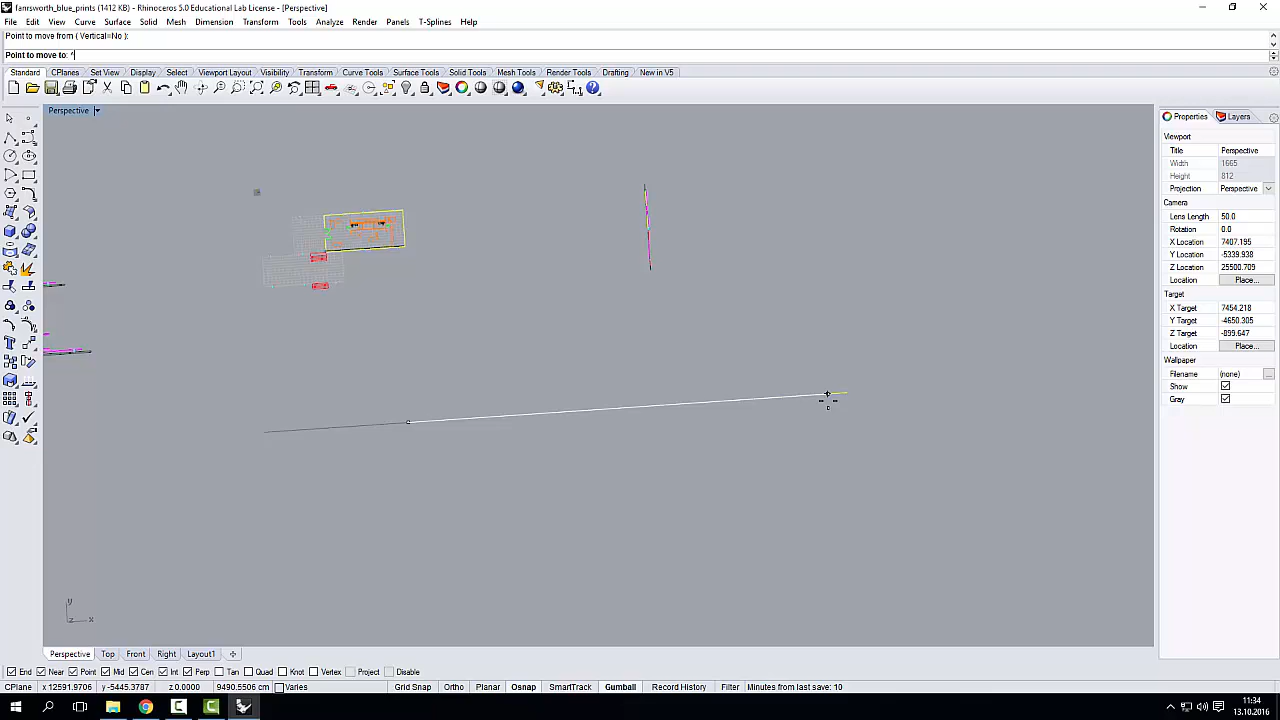 farnsworth_blue_prints (1412 KB) - Rhinoceros 5.0 Educational Lab License - [Perspective]
File Edit View Curve Surface Solid Mesh Dimension Transform Tools Analyze Render Panels T-Splines Help
Point to move from ( Vertical=No ):
Point to move to: ^
Standard CPlanes Set View Display Select Viewport Layout Visibility Transform Curve Tools Surface Tools Solid Tools Mesh Tools Render Tools Drafting New in V5
Perspective
Properties Layers
Viewport
Title Perspective
Width 1665
Height 812
Projection Perspective
Camera
Lens Length 50.0
Rotation 0.0
X Location 7407.195
Y Location -5339.938
Z Location 25500.709
Location Place...
Target
X Target 7454.218
Y Target -4650.305
Z Target -899.647
Location Place...
Wallpaper
Filename (none) ...
Show
Gray
y
z x
Perspective Top Front Right Layout1
End Near Point Mid Cen Int Perp Tan Quad Knot Vertex Project Disable
CPlane x 12591.9706 y -5445.3787 z 0.0000 9490.5506 cm Varies Grid Snap Ortho Planar Osnap SmartTrack Gumball Record History Filter Minutes from last save: 10
11:34
13.10.2016